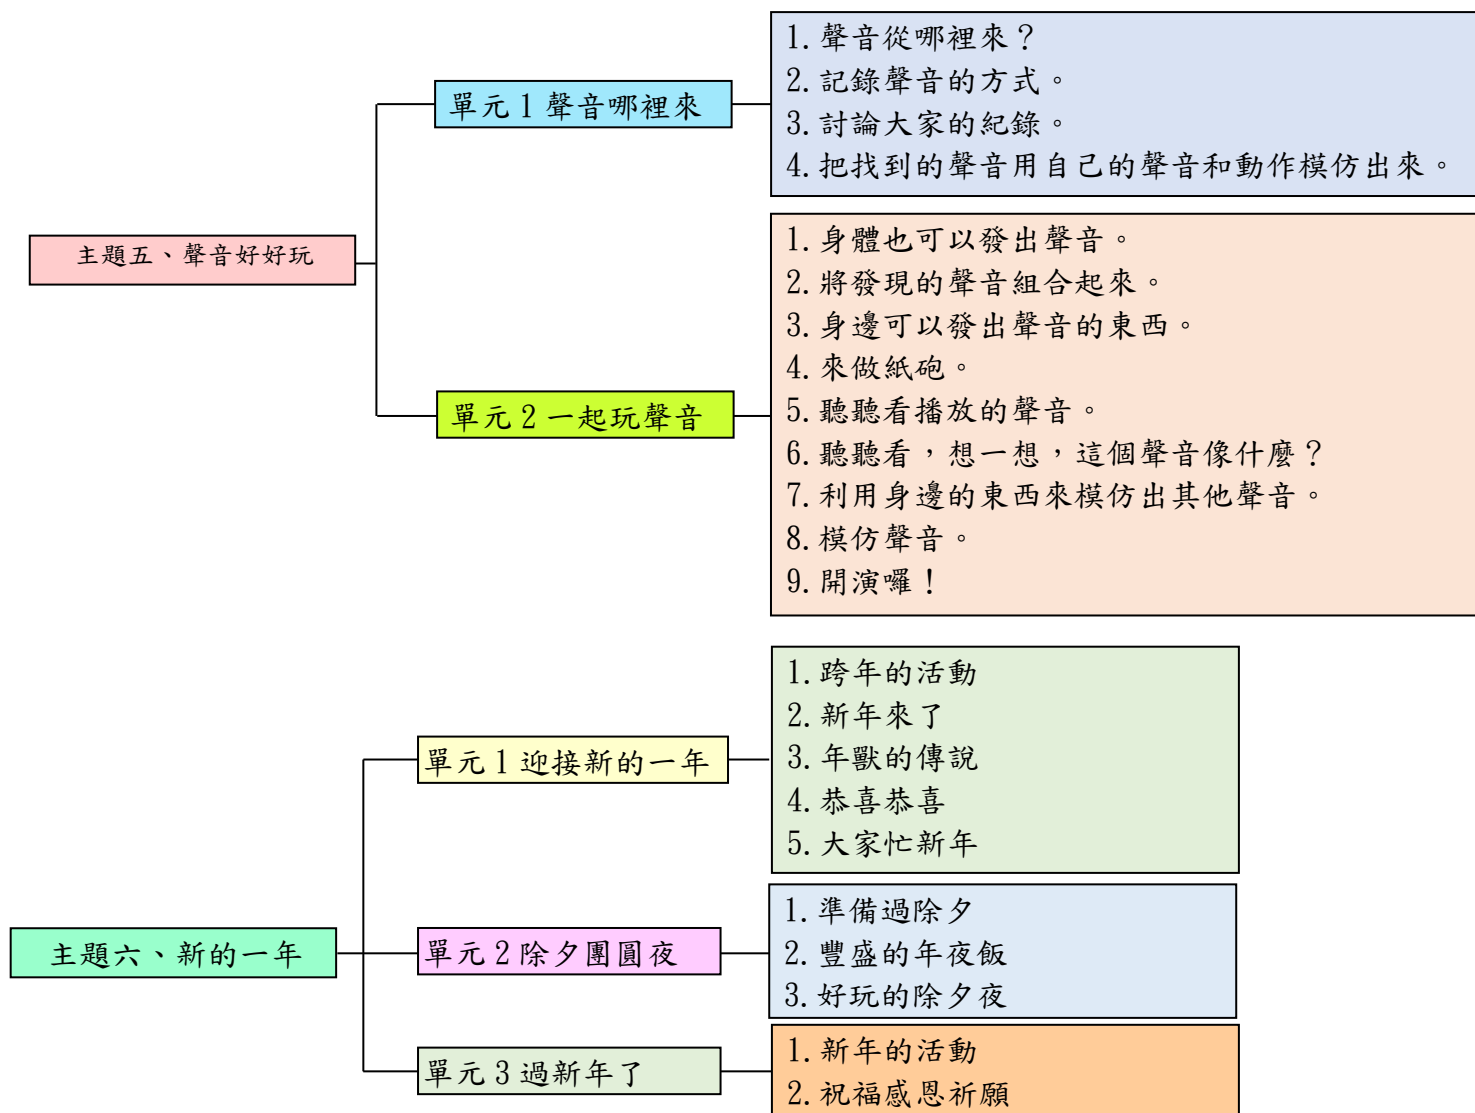 主題五、聲音好好玩
單元1聲音哪裡來
1.聲音從哪裡來？
2.記錄聲音的方式。
3.討論大家的紀錄。
4.把找到的聲音用自己的聲音和動作模仿出來。
單元2一起玩聲音
1.身體也可以發出聲音。
2.將發現的聲音組合起來。
3.身邊可以發出聲音的東西。
4.來做紙砲。
5.聽聽看播放的聲音。
6.聽聽看，想一想，這個聲音像什麼？
7.利用身邊的東西來模仿出其他聲音。
8.模仿聲音。
9.開演囉！
主題六、新的一年
單元1迎接新的一年
1.跨年的活動
2.新年來了
3.年獸的傳說
4.恭喜恭喜
5.大家忙新年
單元2除夕團圓夜
1.準備過除夕
2.豐盛的年夜飯
3.好玩的除夕夜
單元3過新年了
1.新年的活動
2.祝福感恩祈願